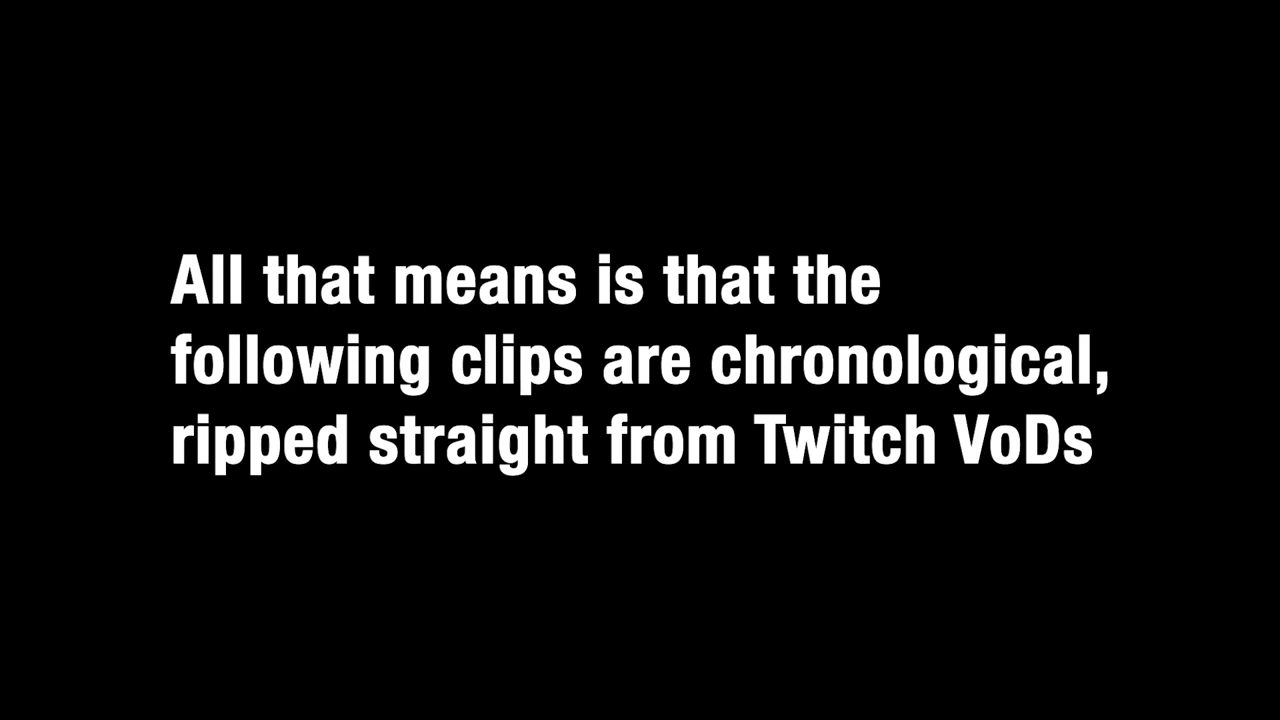 All that means is that the
following clips are chronological,
ripped straight from Twitch VoDs